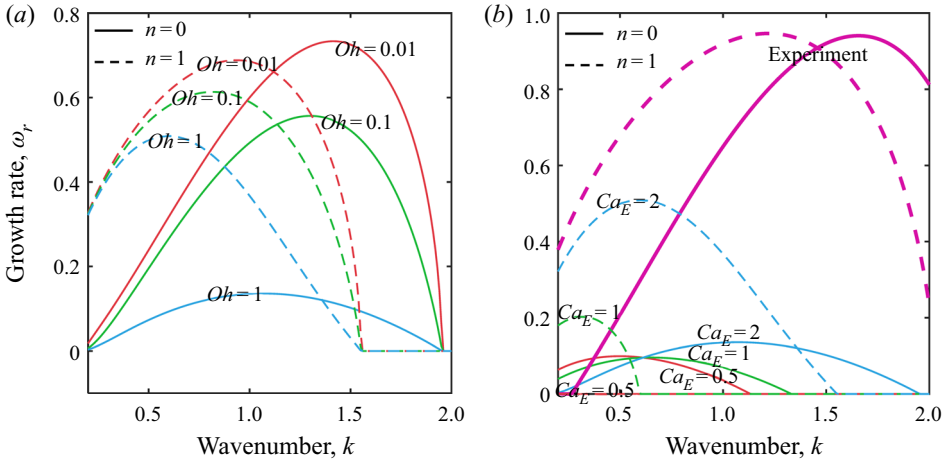 (a)
0.8
0.6
0.4
0.2
0
Growth rate, ω_r
n = 0
n = 1
Oh = 0.01
Oh = 0.01
Oh = 0.1
Oh = 0.1
Oh = 1
Oh = 1
0.5
1.0
1.5
2.0
Wavenumber, k
(b)
1.0
0.8
0.6
0.4
0.2
0
n = 0
n = 1
Experiment
Ca_E = 2
Ca_E = 1
Ca_E = 2
Ca_E = 1
Ca_E = 0.5
Ca_E = 0.5
0.5
1.0
1.5
2.0
Wavenumber, k